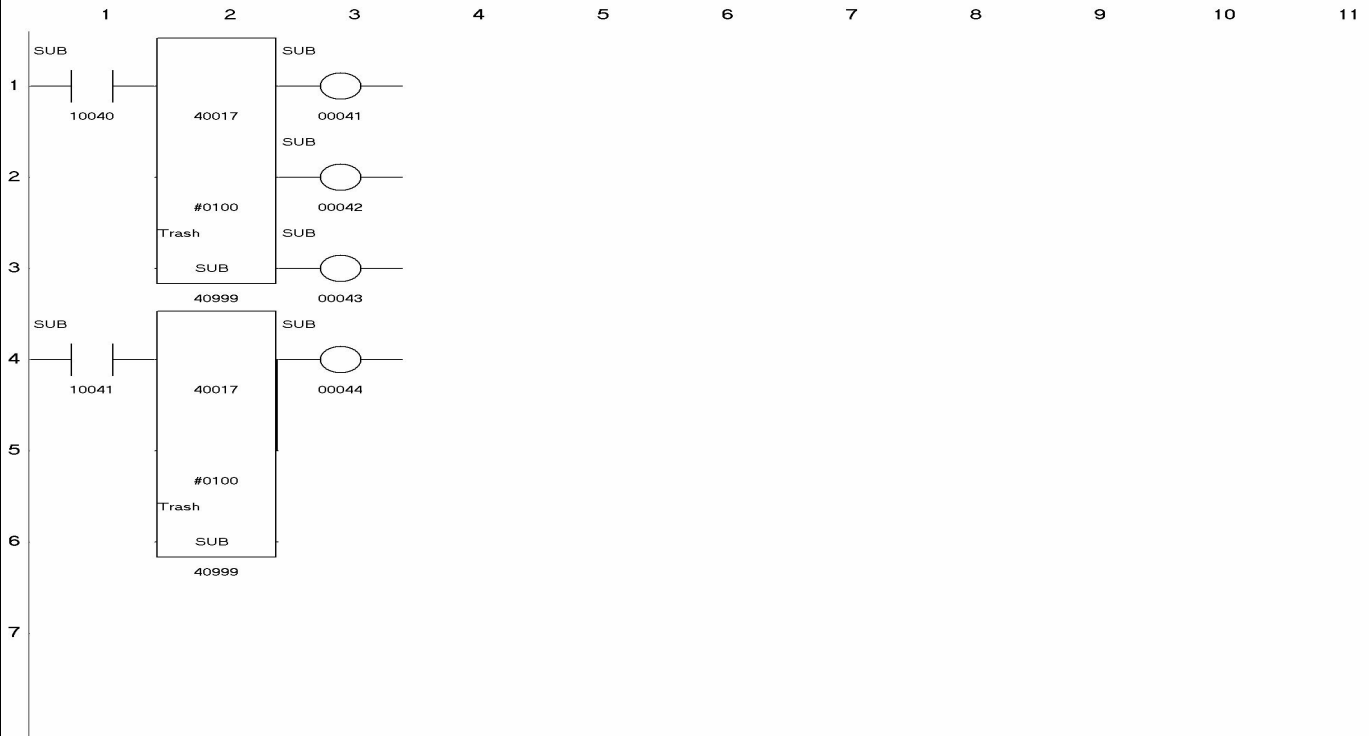 1 2 3 4 5 6 7 8 9 10 11
SUB SUB
1
10040 40017 00041
SUB
2
#0100 00042
Trash SUB
3 SUB
40999 00043
SUB SUB
4
10041 40017 00044
5
#0100
Trash
6 SUB
40999
7